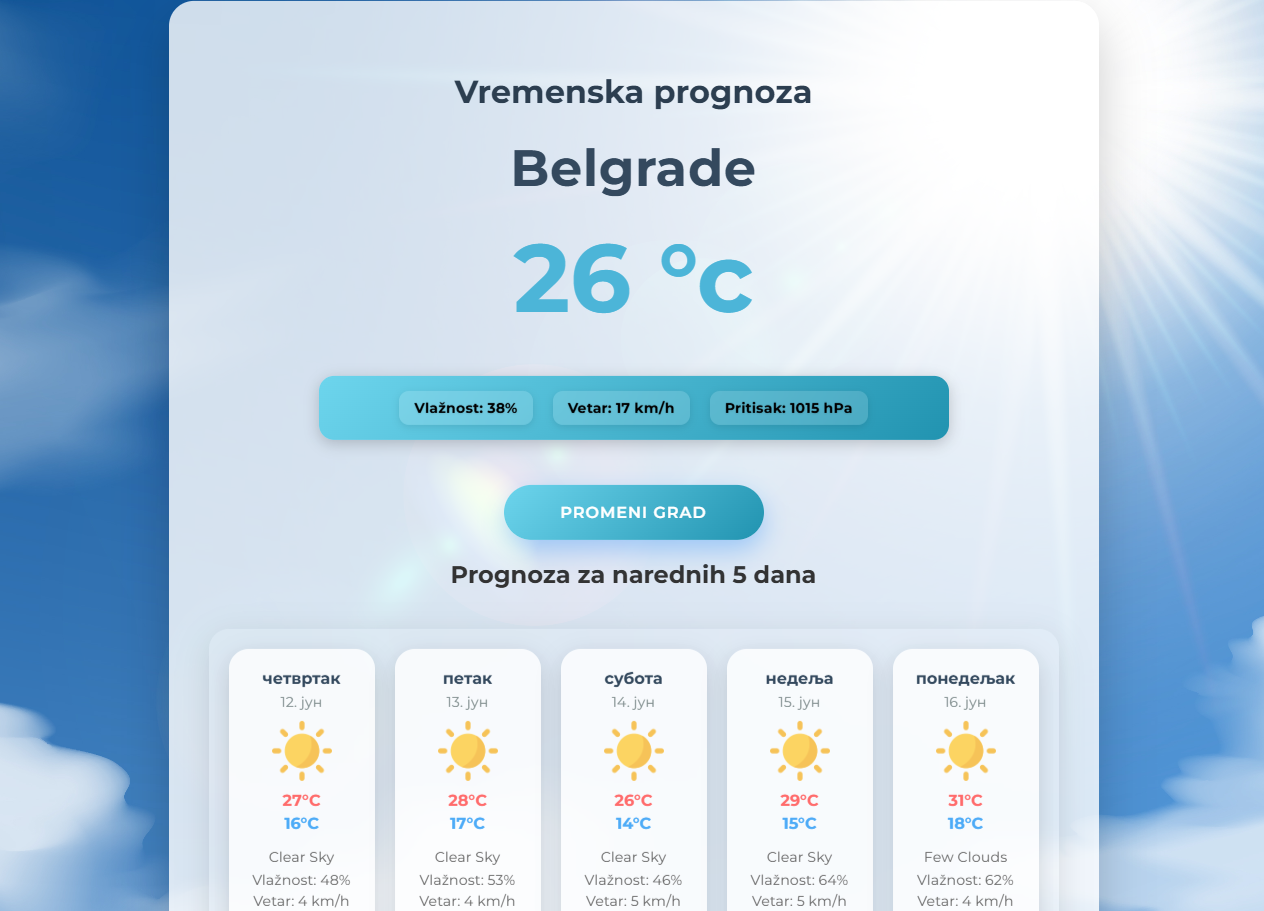 Vremenska prognoza
Belgrade
26 °c
Vlažnost: 38% Vetar: 17 km/h Pritisak: 1015 hPa
PROMENI GRAD
Prognoza za narednih 5 dana
четвртак петак субота недеља понедељак
12. јун 13. јун 14. јун 15. јун 16. јун
27°C 28°C 26°C 29°C 31°C
16°C 17°C 14°C 15°C 18°C
Clear Sky Clear Sky Clear Sky Clear Sky Few Clouds
Vlažnost: 48% Vlažnost: 53% Vlažnost: 46% Vlažnost: 64% Vlažnost: 62%
Vetar: 4 km/h Vetar: 4 km/h Vetar: 5 km/h Vetar: 5 km/h Vetar: 4 km/h